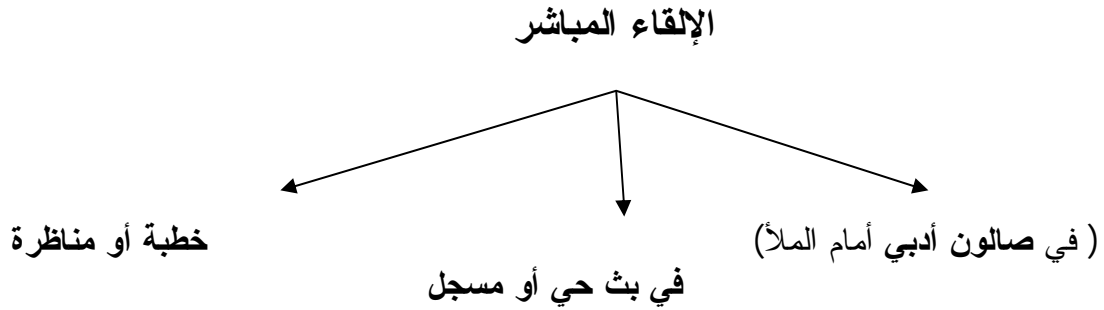 الإلقاء المباشر
( في صالون أدبي أمام الملأ)
في بث حي أو مسجل
خطبة أو مناظرة